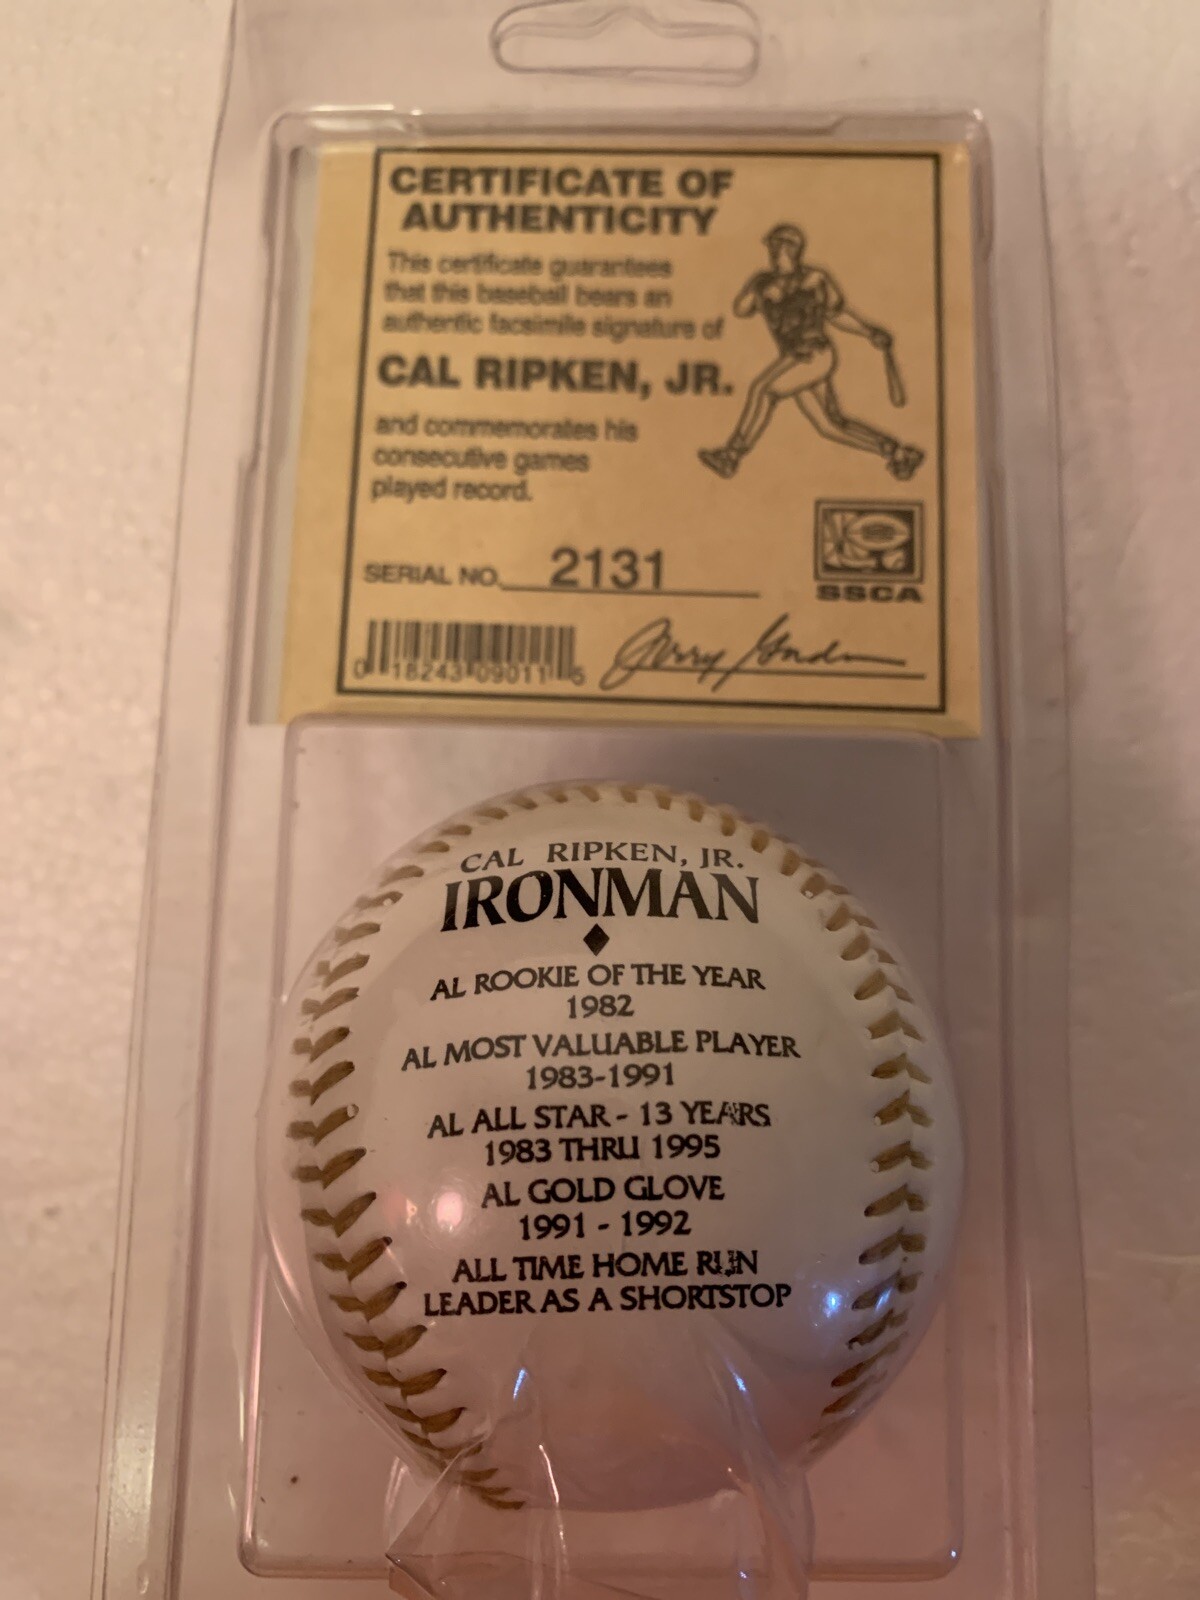 CERTIFICATE OF
AUTHENTICITY
This certificate guarantees
that this baseball bears an
authentic facsimile signature of
CAL RIPKEN, JR.
and commemorates his
consecutive games
played record.
SERIAL NO. 2131
SSCA
0 18243 09011 5
Jerry Gordon
CAL RIPKEN, JR.
IRONMAN
AL ROOKIE OF THE YEAR
1982
AL MOST VALUABLE PLAYER
1983-1991
AL ALL STAR - 13 YEARS
1983 THRU 1995
AL GOLD GLOVE
1991 - 1992
ALL TIME HOME RUN
LEADER AS A SHORTSTOP